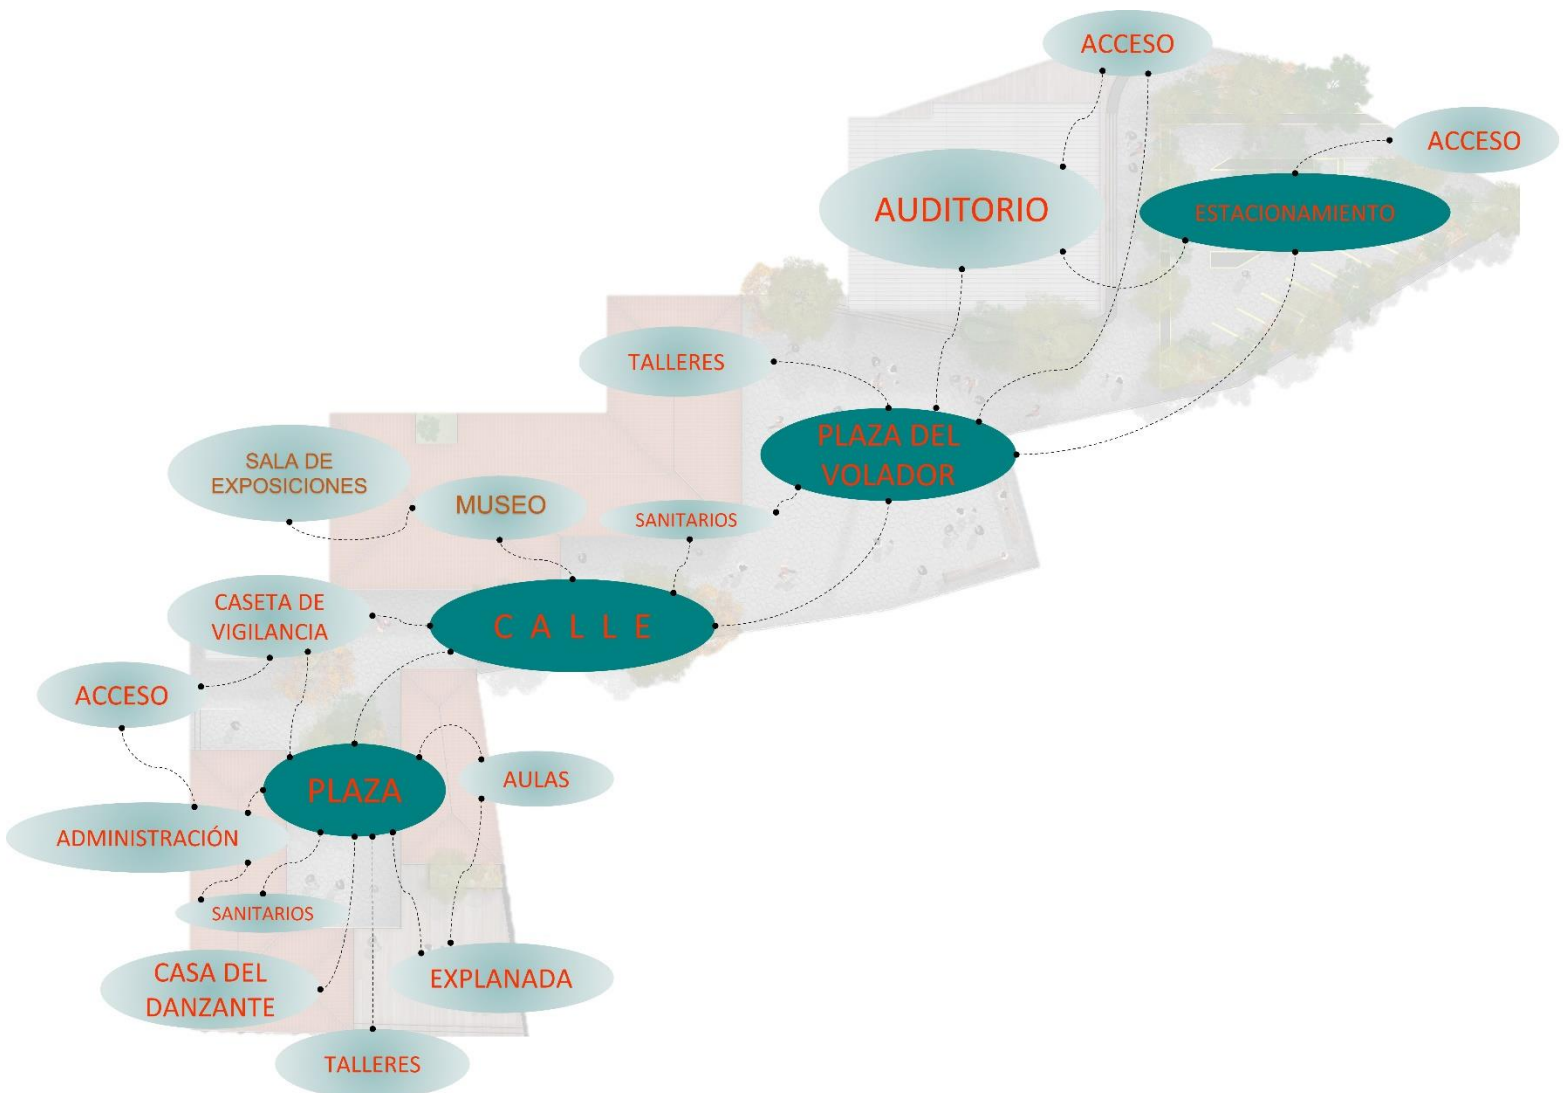 ACCESO
ACCESO
AUDITORIO
ESTACIONAMIENTO
TALLERES
PLAZA DEL
VOLADOR
SALA DE
EXPOSICIONES
MUSEO
SANITARIOS
CASETA DE
VIGILANCIA
C A L L E
ACCESO
PLAZA
AULAS
ADMINISTRACIÓN
SANITARIOS
CASA DEL
DANZANTE
EXPLANADA
TALLERES